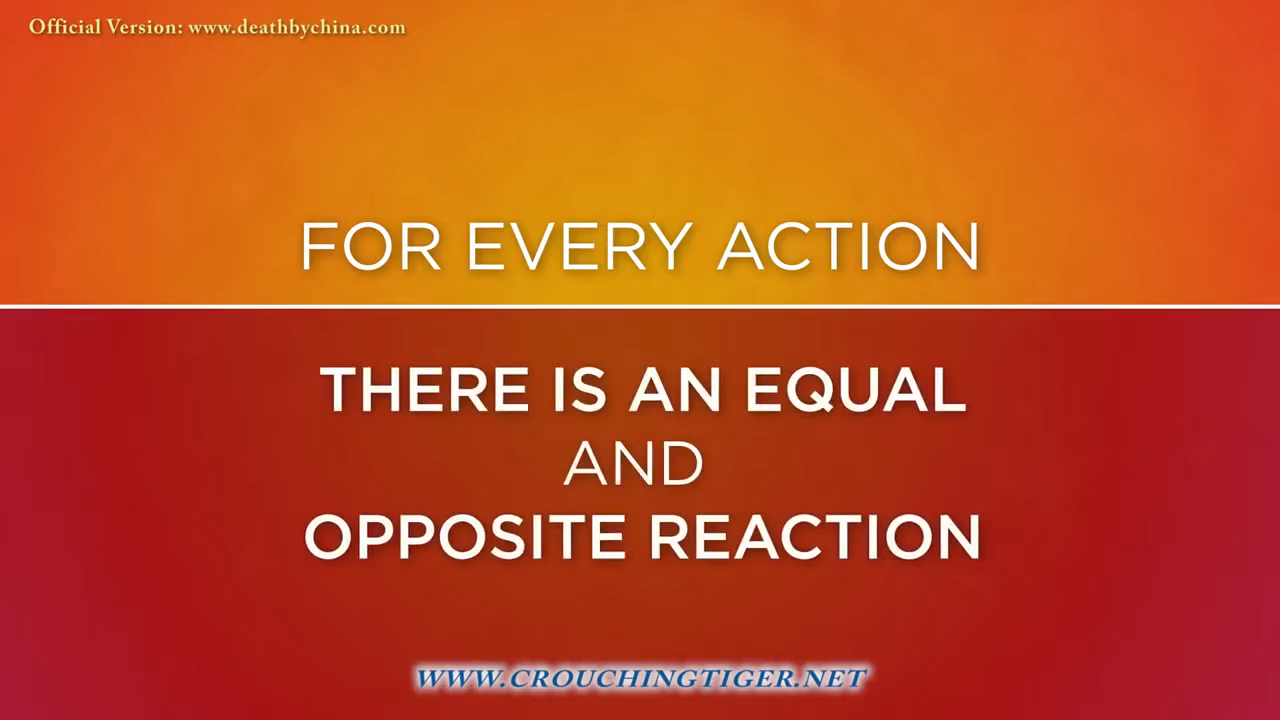 Official Version: www.deathbychina.com
FOR EVERY ACTION
THERE IS AN EQUAL
AND
OPPOSITE REACTION
WWW.CROUCHINGTIGER.NET